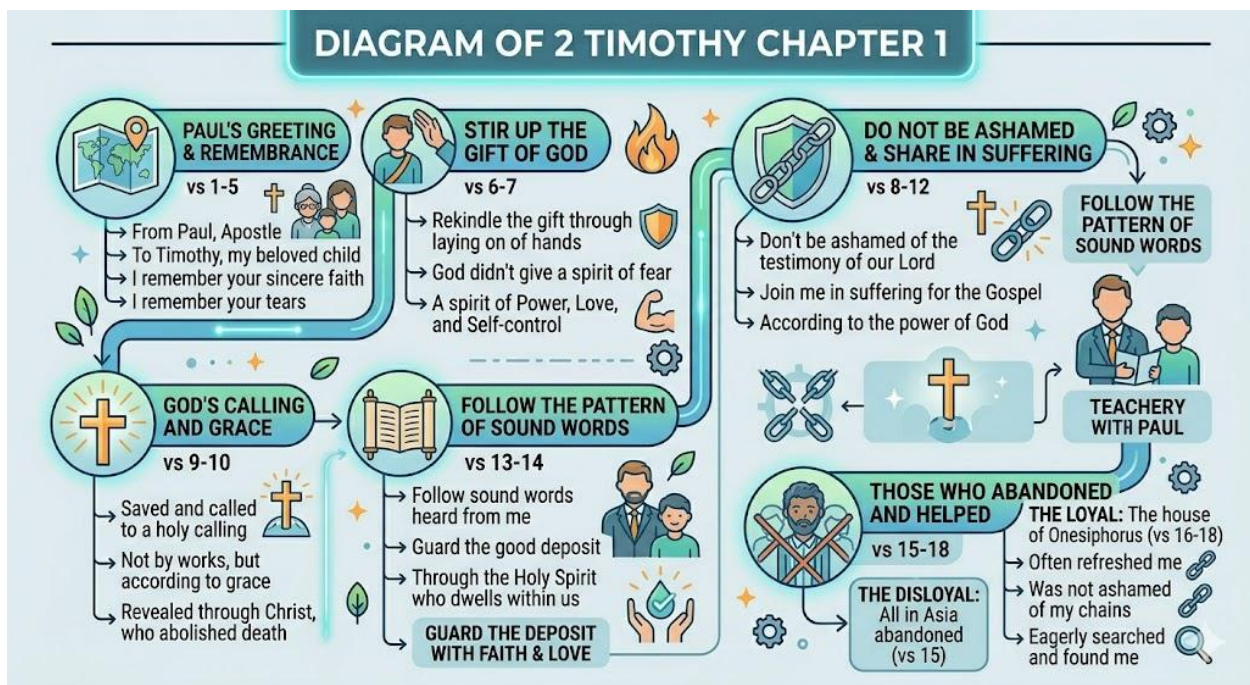 DIAGRAM OF 2 TIMOTHY CHAPTER 1
PAUL'S GREETING
& REMEMBRANCE
vs 1-5
From Paul, Apostle
To Timothy, my beloved child
I remember your sincere faith
I remember your tears
STIR UP THE
GIFT OF GOD
vs 6-7
Rekindle the gift through
laying on of hands
God didn't give a spirit of fear
A spirit of Power, Love,
and Self-control
DO NOT BE ASHAMED
& SHARE IN SUFFERING
vs 8-12
Don't be ashamed of the
testimony of our Lord
Join me in suffering for the Gospel
According to the power of God
FOLLOW THE
PATTERN OF
SOUND WORDS
TEACHERY
WITH PAUL
GOD'S CALLING
AND GRACE
vs 9-10
Saved and called
to a holy calling
Not by works, but
according to grace
Revealed through Christ,
who abolished death
FOLLOW THE PATTERN
OF SOUND WORDS
vs 13-14
Follow sound words
heard from me
Guard the good deposit
Through the Holy Spirit
who dwells within us
GUARD THE DEPOSIT
WITH FAITH & LOVE
THOSE WHO ABANDONED
AND HELPED
vs 15-18
THE DISLOYAL:
All in Asia
abandoned
(vs 15)
THE LOYAL: The house
of Onesiphorus (vs 16-18)
Often refreshed me
Was not ashamed
of my chains
Eagerly searched
and found me